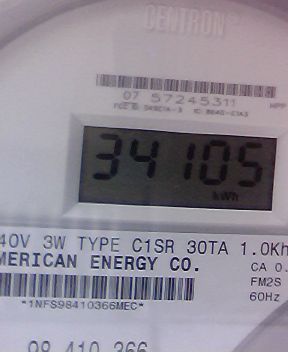 CENTRON®
07 57245311
34105
kWh
40V 3W TYPE C1SR 30TA 1.0Kh
MERICAN ENERGY CO.
CA 0.
FM2S
60Hz
*1NFS98410366MEC*
98 410 366